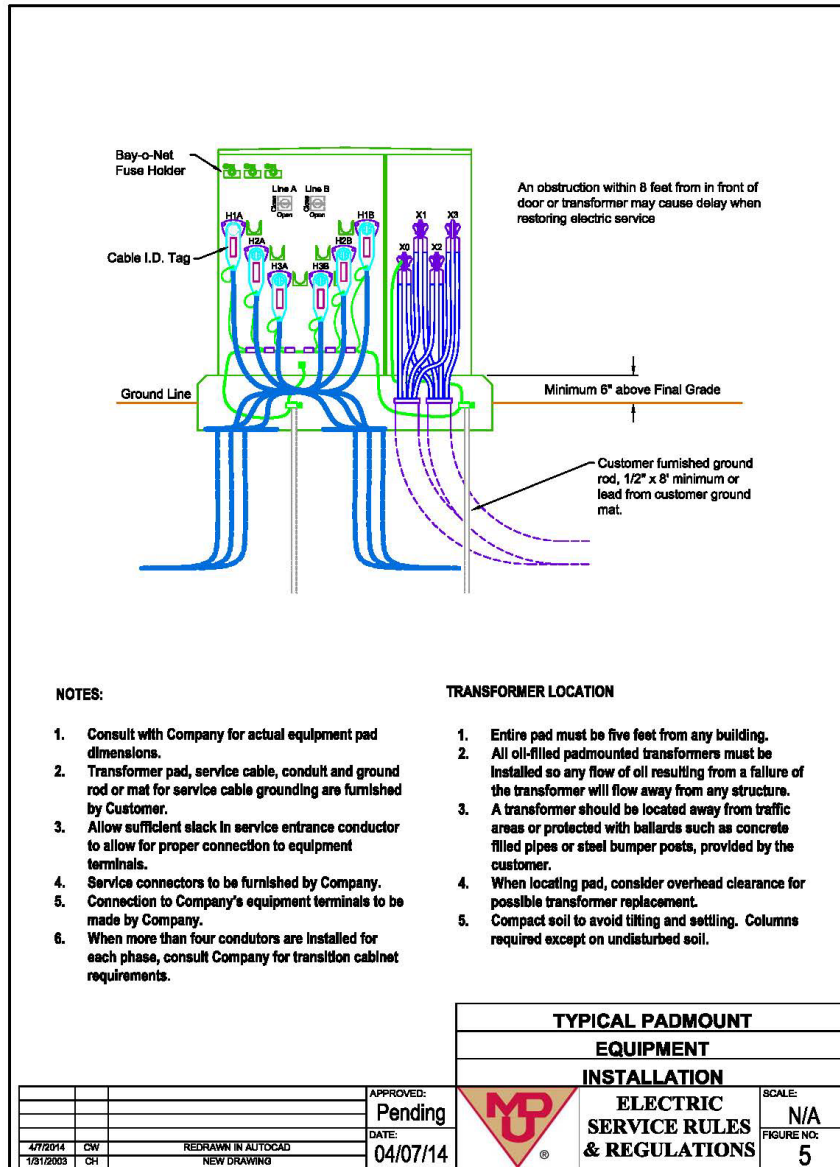 Bay-o-Net
Fuse Holder
Line A Line B
Close
Open
Close
Open
H1A
H2A
H3A
H3B
H2B
H1B
X0
X1
X2
X3
An obstruction within 8 feet from in front of
door or transformer may cause delay when
restoring electric service
Cable I.D. Tag
Ground Line
Minimum 6" above Final Grade
Customer furnished ground
rod, 1/2" x 8' minimum or
lead from customer ground
mat.
NOTES:
1. Consult with Company for actual equipment pad
dimensions.
2. Transformer pad, service cable, conduit and ground
rod or mat for service cable grounding are furnished
by Customer.
3. Allow sufficient slack in service entrance conductor
to allow for proper connection to equipment
terminals.
4. Service connectors to be furnished by Company.
5. Connection to Company's equipment terminals to be
made by Company.
6. When more than four condutors are installed for
each phase, consult Company for transition cabinet
requirements.
TRANSFORMER LOCATION
1. Entire pad must be five feet from any building.
2. All oil-filled padmounted transformers must be
installed so any flow of oil resulting from a failure of
the transformer will flow away from any structure.
3. A transformer should be located away from traffic
areas or protected with ballards such as concrete
filled pipes or steel bumper posts, provided by the
customer.
4. When locating pad, consider overhead clearance for
possible transformer replacement.
5. Compact soil to avoid tilting and settling. Columns
required except on undisturbed soil.
TYPICAL PADMOUNT
EQUIPMENT
INSTALLATION
4/7/2014 CW REDRAWN IN AUTOCAD
1/31/2003 CH NEW DRAWING
APPROVED:
Pending
DATE:
04/07/14
MDU
®
ELECTRIC
SERVICE RULES
& REGULATIONS
SCALE:
N/A
FIGURE NO:
5